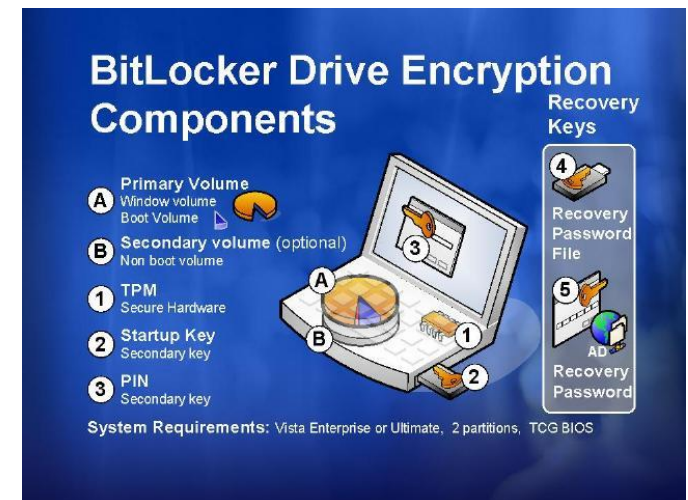 BitLocker Drive Encryption
Components
Recovery
Keys
A
Primary Volume
Window volume
Boot Volume
B
Secondary volume (optional)
Non boot volume
1
TPM
Secure Hardware
2
Startup Key
Secondary key
3
PIN
Secondary key
3
A
B
1
2
4
Recovery
Password
File
5
AD
Recovery
Password
System Requirements: Vista Enterprise or Ultimate, 2 partitions, TCG BIOS